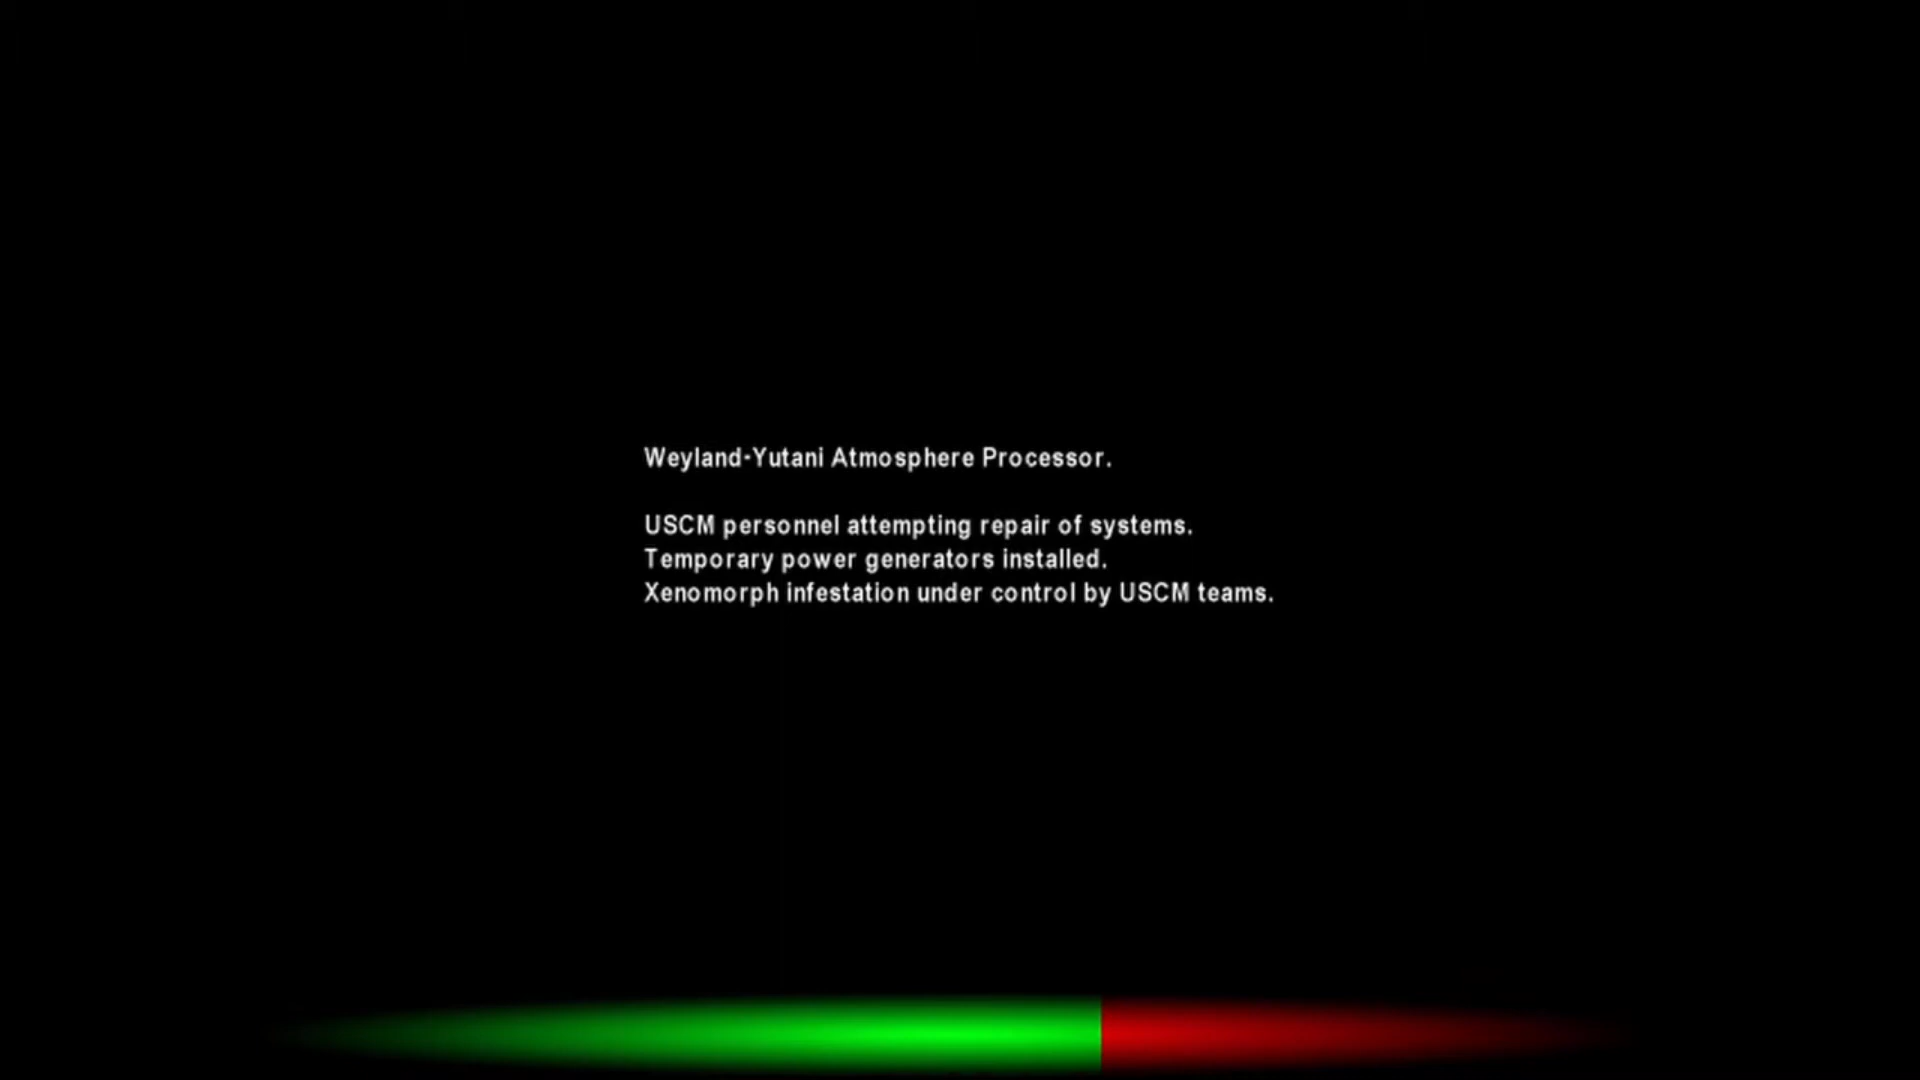 Weyland-Yutani Atmosphere Processor.
USCM personnel attempting repair of systems.
Temporary power generators installed.
Xenomorph infestation under control by USCM teams.